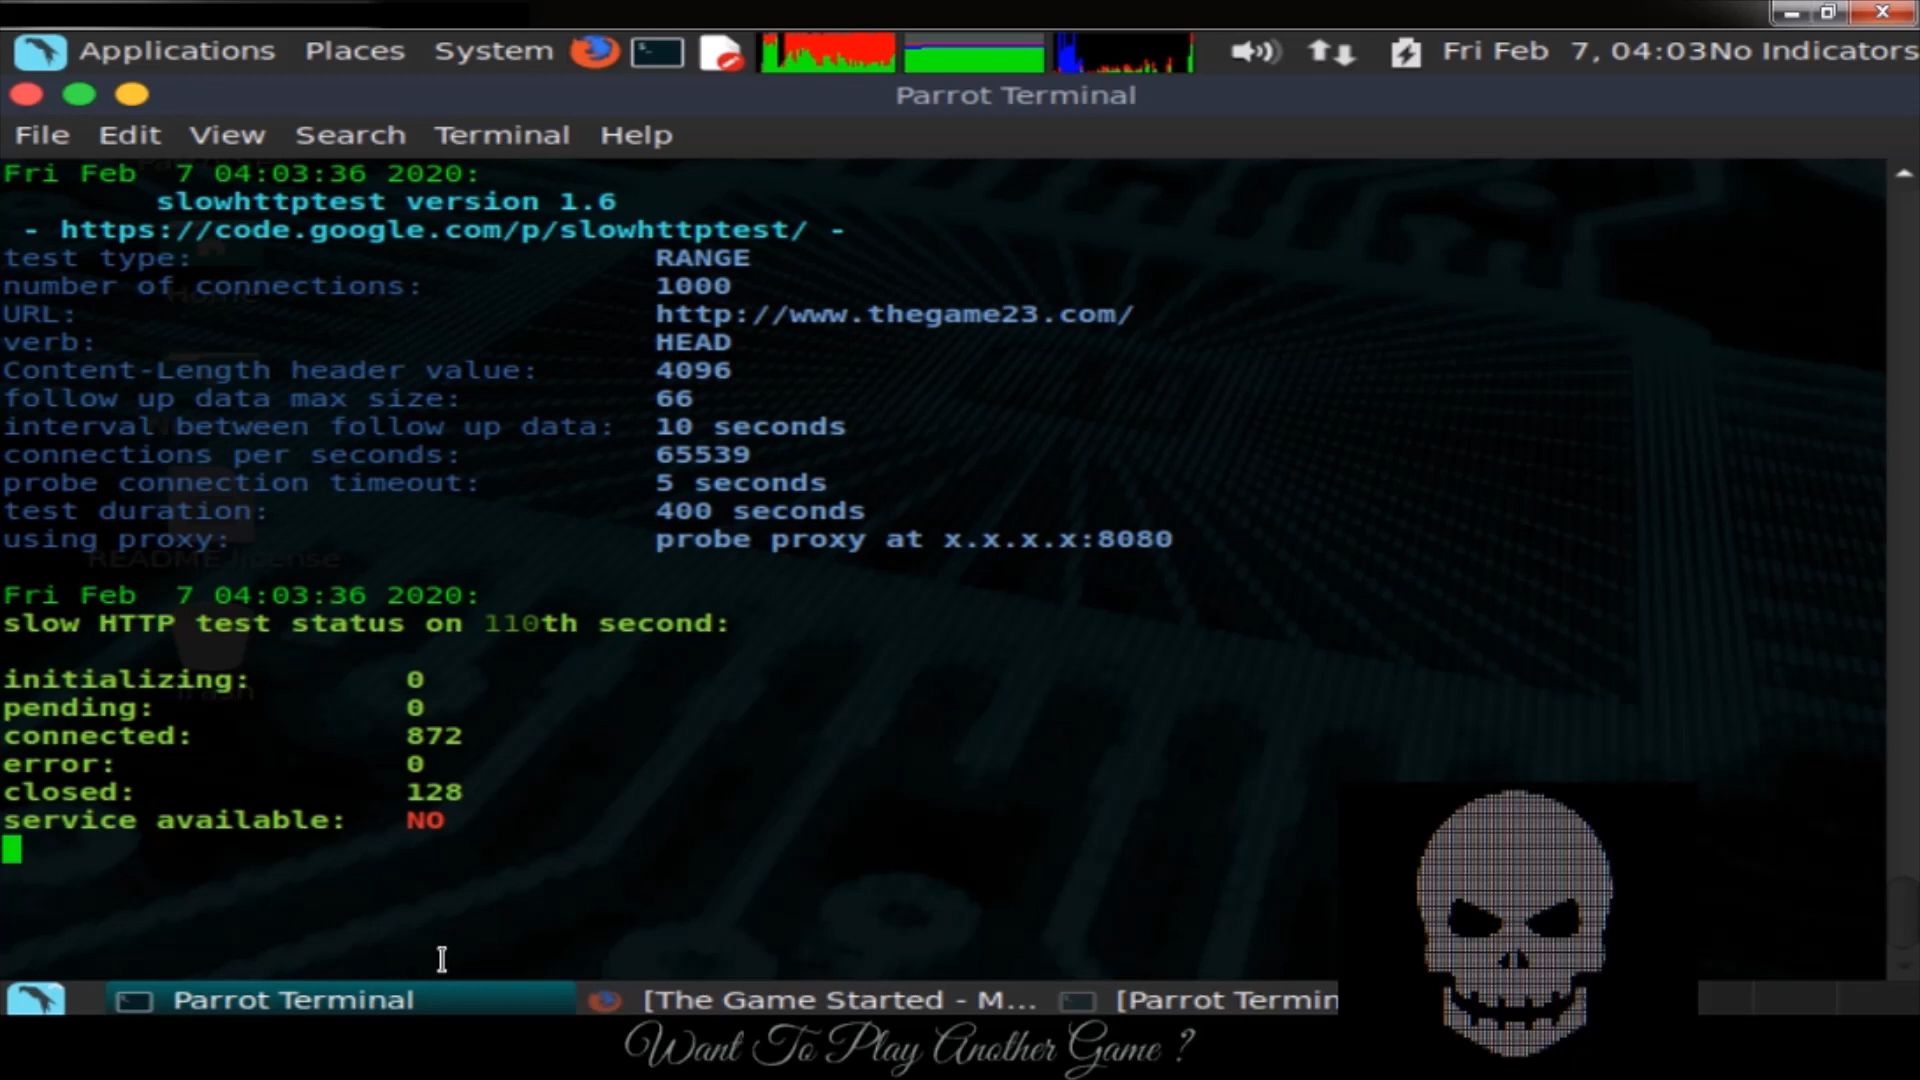 Applications Places System Fri Feb 7, 04:03No Indicators
Parrot Terminal
File Edit View Search Terminal Help
Fri Feb 7 04:03:36 2020:
slowhttptest version 1.6
- https://code.google.com/p/slowhttptest/ -
test type: RANGE
number of connections: 1000
URL: http://www.thegame23.com/
verb: HEAD
Content-Length header value: 4096
follow up data max size: 66
interval between follow up data: 10 seconds
connections per seconds: 65539
probe connection timeout: 5 seconds
test duration: 400 seconds
using proxy: probe proxy at x.x.x.x:8080
README license
Fri Feb 7 04:03:36 2020:
slow HTTP test status on 110th second:
initializing: 0
pending: 0
connected: 872
error: 0
closed: 128
service available: NO
Parrot Terminal [The Game Started - M... [Parrot Termin
Want To Play Another Game ?